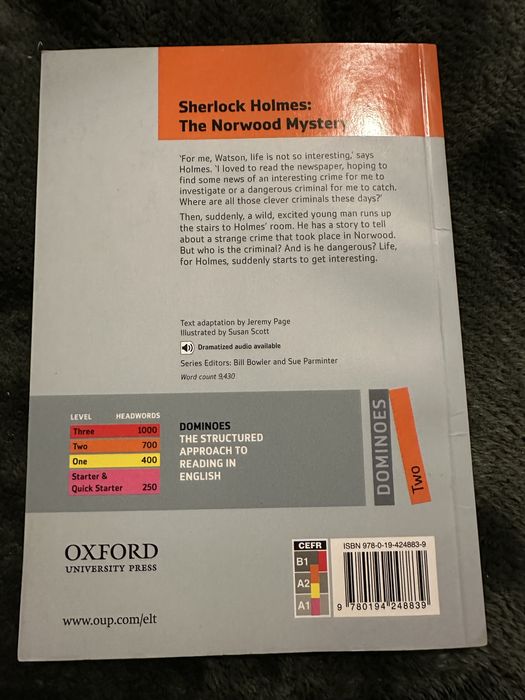 Sherlock Holmes:
The Norwood Mystery
'For me, Watson, life is not so interesting,' says
Holmes. 'I loved to read the newspaper, hoping to
find some news of an interesting crime for me to
investigate or a dangerous criminal for me to catch.
Where are all those clever criminals these days?'
Then, suddenly, a wild, excited young man runs up
the stairs to Holmes' room. He has a story to tell
about a strange crime that took place in Norwood.
But who is the criminal? And is he dangerous? Life,
for Holmes, suddenly starts to get interesting.
Text adaptation by Jeremy Page
Illustrated by Susan Scott
Dramatized audio available
Series Editors: Bill Bowler and Sue Parminter
Word count 9,430
LEVEL HEADWORDS
Three 1000
Two 700
One 400
Starter &
Quick Starter 250
DOMINOES
THE STRUCTURED
APPROACH TO
READING IN
ENGLISH
DOMINOES
Two
OXFORD
UNIVERSITY PRESS
www.oup.com/elt
CEFR
B1
A2
A1
ISBN 978-0-19-424883-9
9 780194 248839